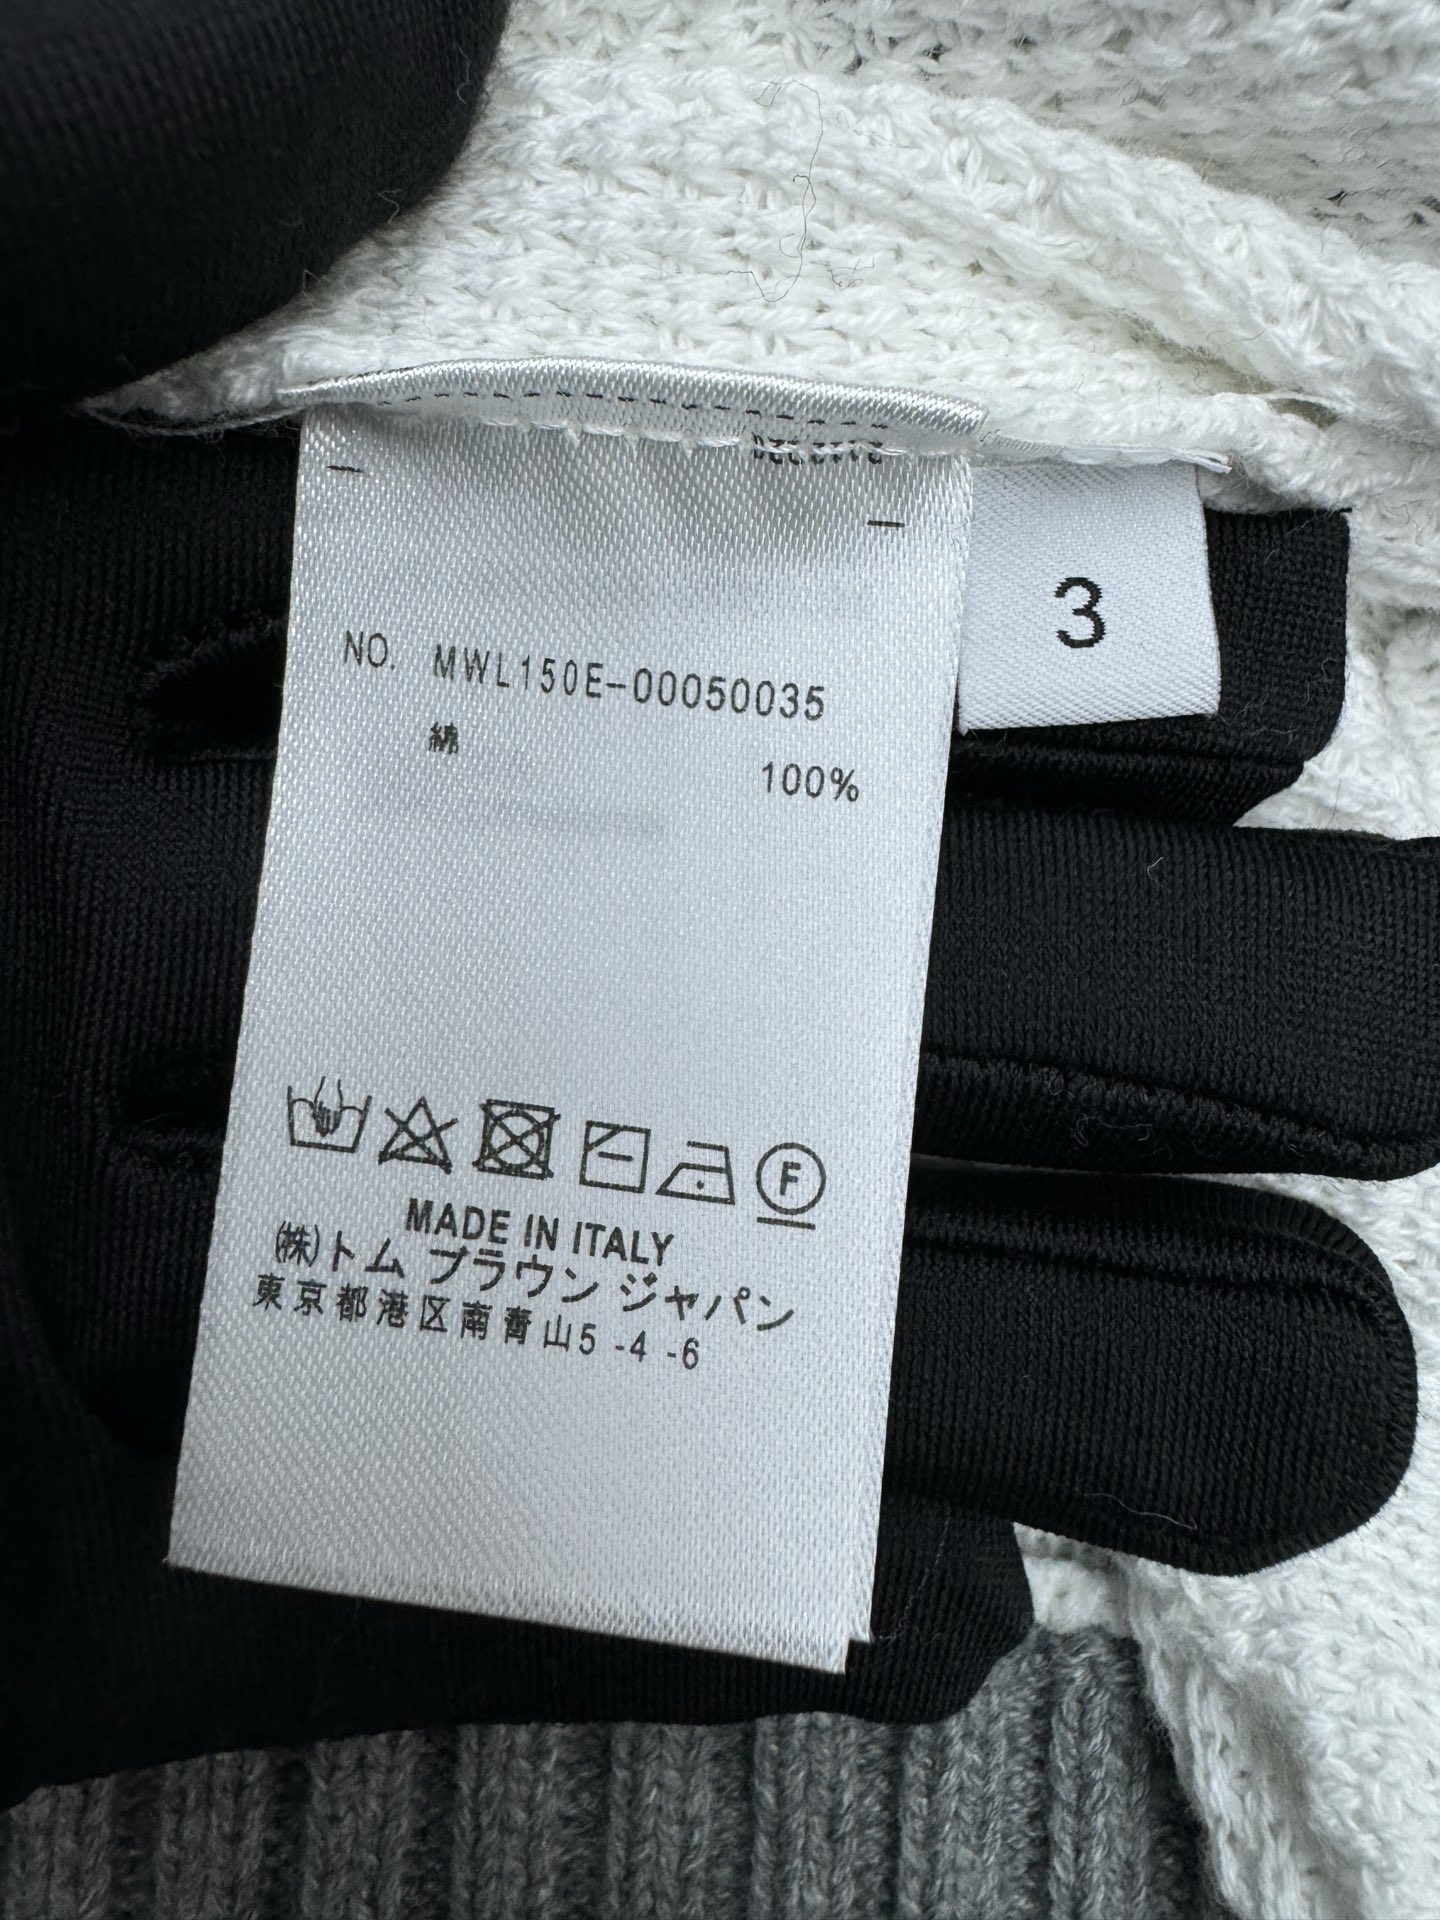 3
NO. MWL150E-00050035
綿
100%
F
MADE IN ITALY
(株)トム ブラウン ジャパン
東京都港区南青山5 -4 -6